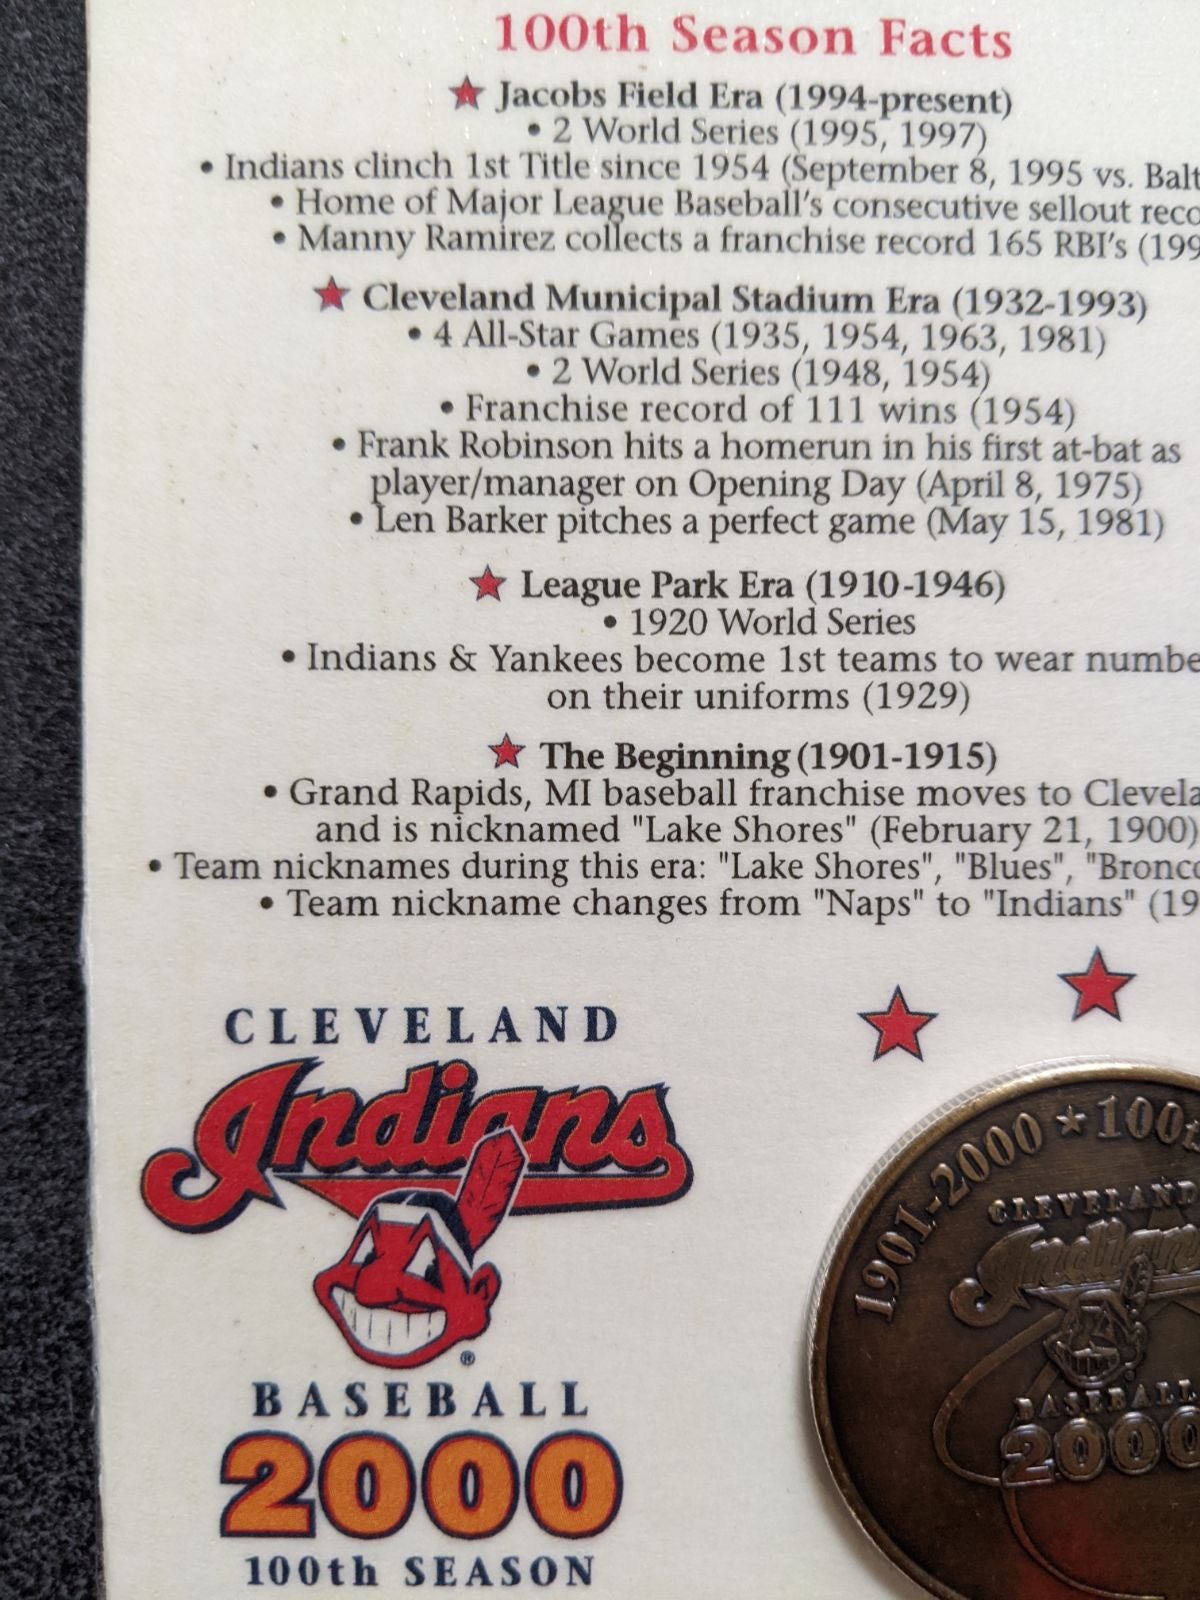 100th Season Facts
★ Jacobs Field Era (1994-present)
• 2 World Series (1995, 1997)
• Indians clinch 1st Title since 1954 (September 8, 1995 vs.
• Home of Major League Baseball's consecutive sellout
• Manny Ramirez collects a franchise record 165 RBI's
★ Cleveland Municipal Stadium Era (1932-1993)
• 4 All-Star Games (1935, 1954, 1963, 1981)
• 2 World Series (1948, 1954)
• Franchise record of 111 wins (1954)
• Frank Robinson hits a homerun in his first at-bat as
player/manager on Opening Day (April 8, 1975)
• Len Barker pitches a perfect game (May 15, 1981)
★ League Park Era (1910-1946)
• 1920 World Series
• Indians & Yankees become 1st teams to wear
on their uniforms (1929)
★ The Beginning (1901-1915)
• Grand Rapids, MI baseball franchise moves to
and is nicknamed "Lake Shores" (February 21, 1900)
• Team nicknames during this era: "Lake Shores", "Blues",
• Team nickname changes from "Naps" to "Indians"
CLEVELAND
Indians
®
BASEBALL
2000
100th SEASON
1901-2000 ★
CLEVELAND
Indians
BASEBALL
2000